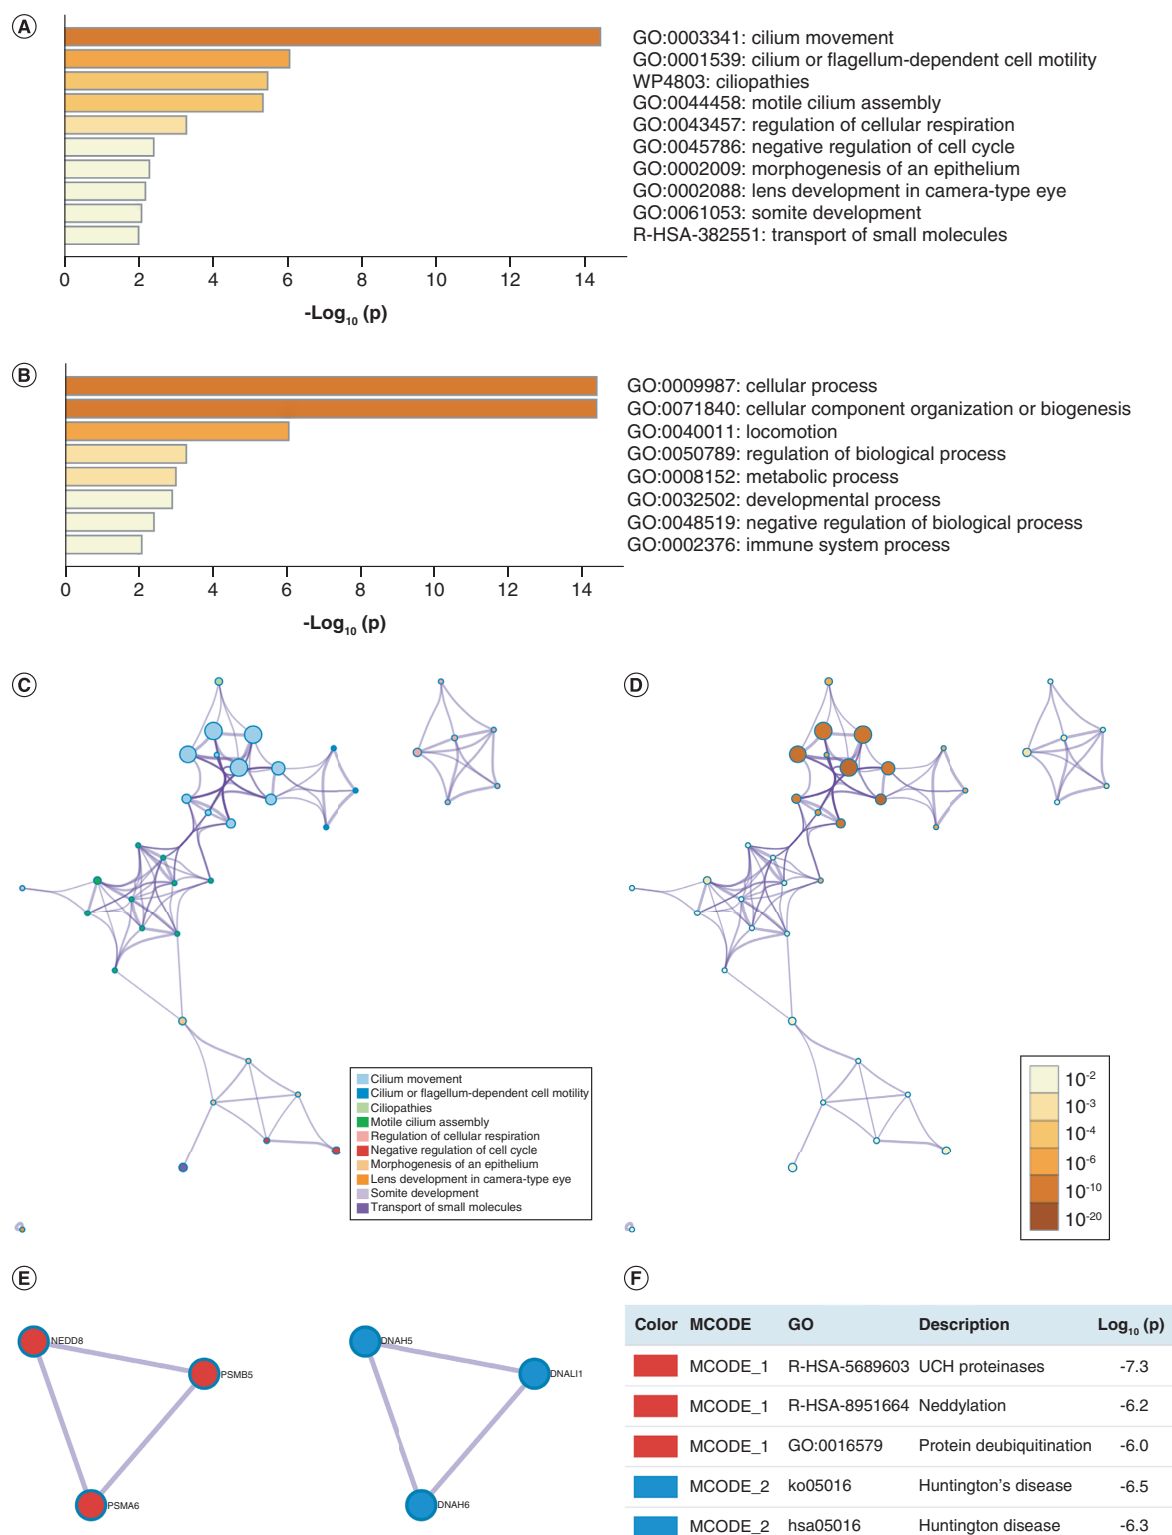 A
GO:0003341: cilium movement
GO:0001539: cilium or flagellum-dependent cell motility
WP4803: ciliopathies
GO:0044458: motile cilium assembly
GO:0043457: regulation of cellular respiration
GO:0045786: negative regulation of cell cycle
GO:0002009: morphogenesis of an epithelium
GO:0002088: lens development in camera-type eye
GO:0061053: somite development
R-HSA-382551: transport of small molecules
0 2 4 6 8 10 12 14
-Log10 (p)
B
GO:0009987: cellular process
GO:0071840: cellular component organization or biogenesis
GO:0040011: locomotion
GO:0050789: regulation of biological process
GO:0008152: metabolic process
GO:0032502: developmental process
GO:0048519: negative regulation of biological process
GO:0002376: immune system process
0 2 4 6 8 10 12 14
-Log10 (p)
C
Cilium movement
Cilium or flagellum-dependent cell motility
Ciliopathies
Motile cilium assembly
Regulation of cellular respiration
Negative regulation of cell cycle
Morphogenesis of an epithelium
Lens development in camera-type eye
Somite development
Transport of small molecules
D
10-2
10-3
10-4
10-6
10-10
10-20
E
NEDD8
PSMB5
PSMA6
DNAH5
DNALI1
DNAH6
F
Color MCODE GO Description Log10 (p)
MCODE_1 R-HSA-5689603 UCH proteinases -7.3
MCODE_1 R-HSA-8951664 Neddylation -6.2
MCODE_1 GO:0016579 Protein deubiquitination -6.0
MCODE_2 ko05016 Huntington's disease -6.5
MCODE_2 hsa05016 Huntington disease -6.3